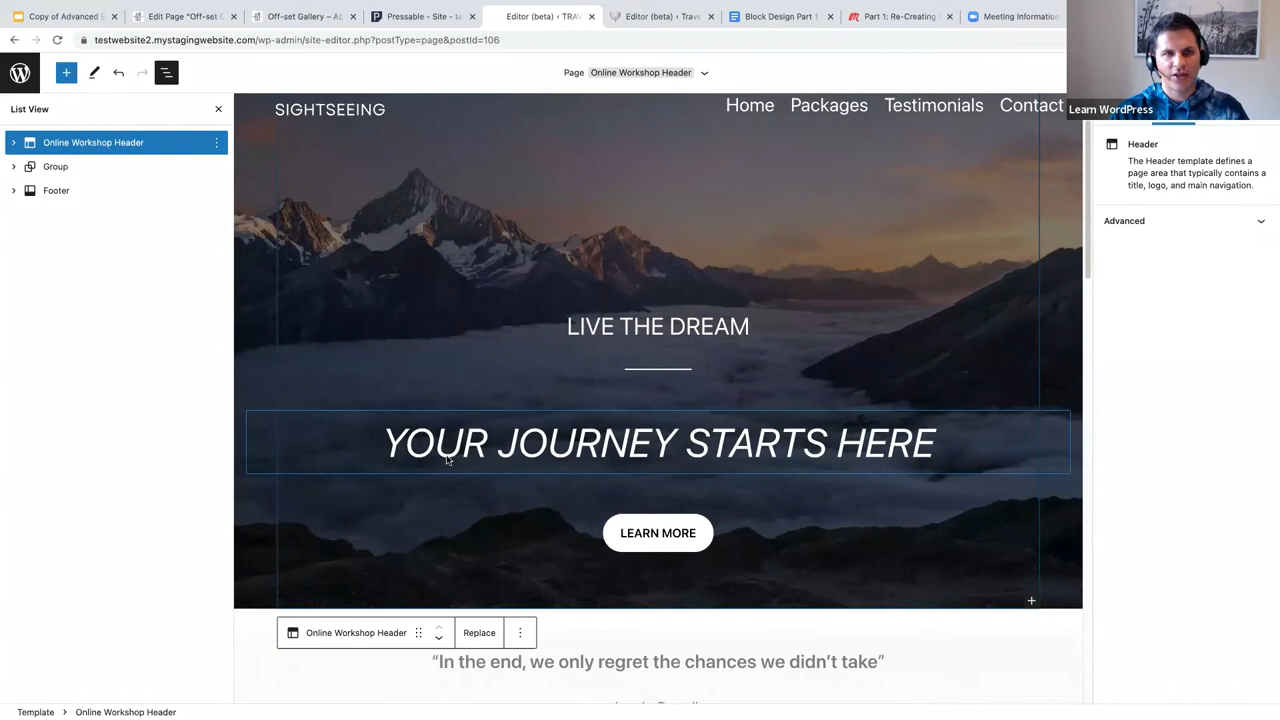 Copy of Advanced B
Edit Page “Off-set G
Off-set Gallery – Ab
Pressable - Site - te
Editor (beta) ‹ TRAV
Editor (beta) ‹ Trave
Block Design Part 1
Part 1: Re-Creating
Meeting Information
testwebsite2.mystagingwebsite.com/wp-admin/site-editor.php?postType=page&postId=106
Page Online Workshop Header
Learn WordPress
List View
Online Workshop Header
Group
Footer
SIGHTSEEING
Home Packages Testimonials Contact
LIVE THE DREAM
YOUR JOURNEY STARTS HERE
LEARN MORE
Online Workshop Header
Replace
“In the end, we only regret the chances we didn’t take”
Header
The Header template defines a
page area that typically contains a
title, logo, and main navigation.
Advanced
Template > Online Workshop Header